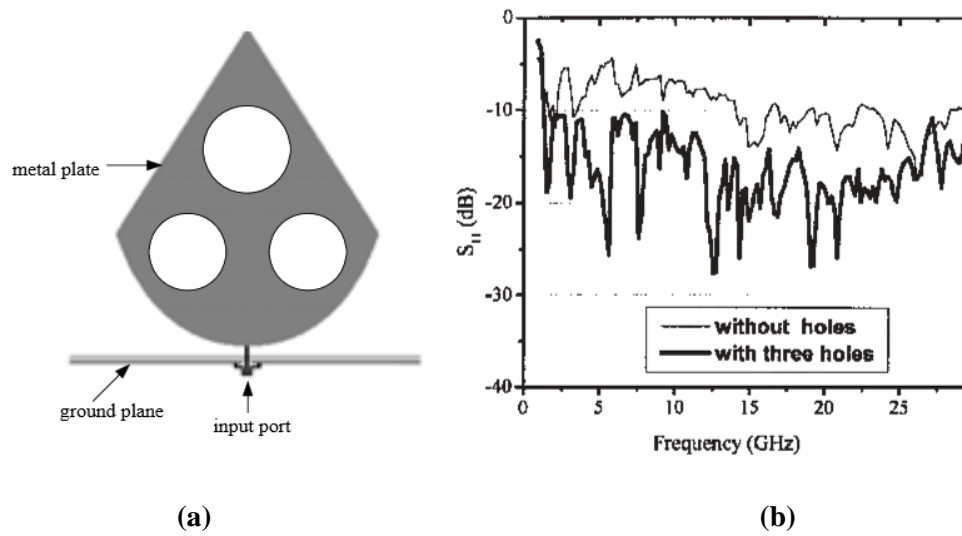 metal plate
ground plane
input port
(a)
0
-10
-20
-30
-40
S11 (dB)
without holes
with three holes
0 5 10 15 20 25
Frequency (GHz)
(b)